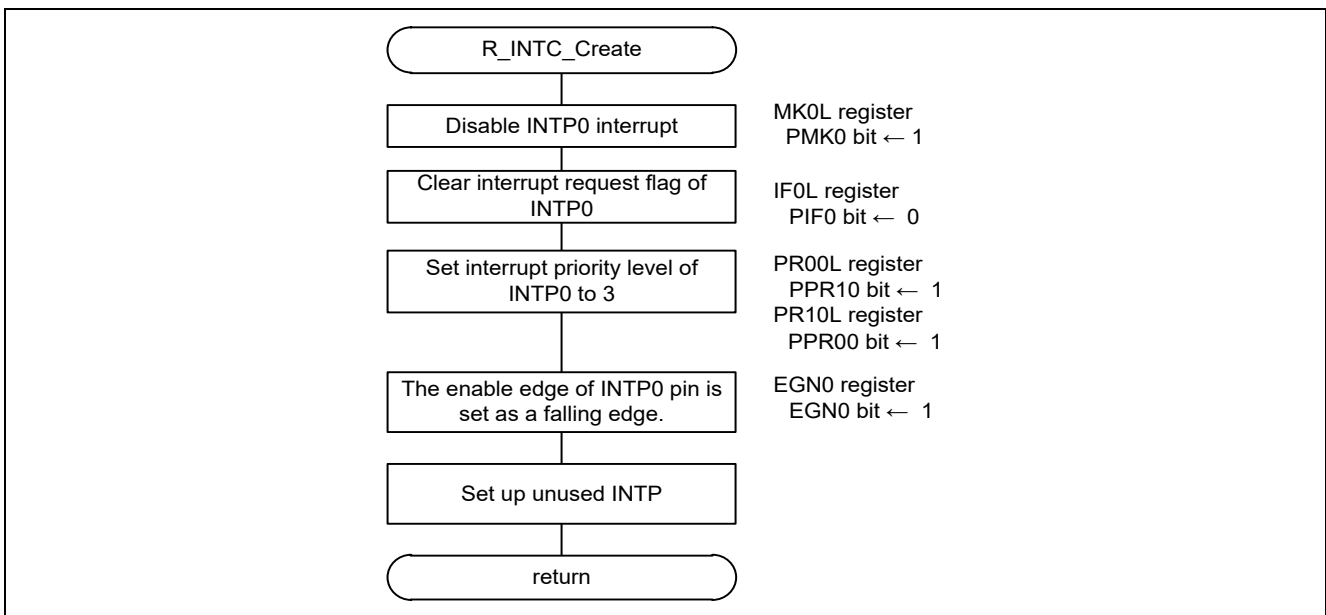 R_INTC_Create
Disable INTP0 interrupt
MK0L register
PMK0 bit ← 1
Clear interrupt request flag of
INTP0
IF0L register
PIF0 bit ← 0
Set interrupt priority level of
INTP0 to 3
PR00L register
PPR10 bit ← 1
PR10L register
PPR00 bit ← 1
The enable edge of INTP0 pin is
set as a falling edge.
EGN0 register
EGN0 bit ← 1
Set up unused INTP
return